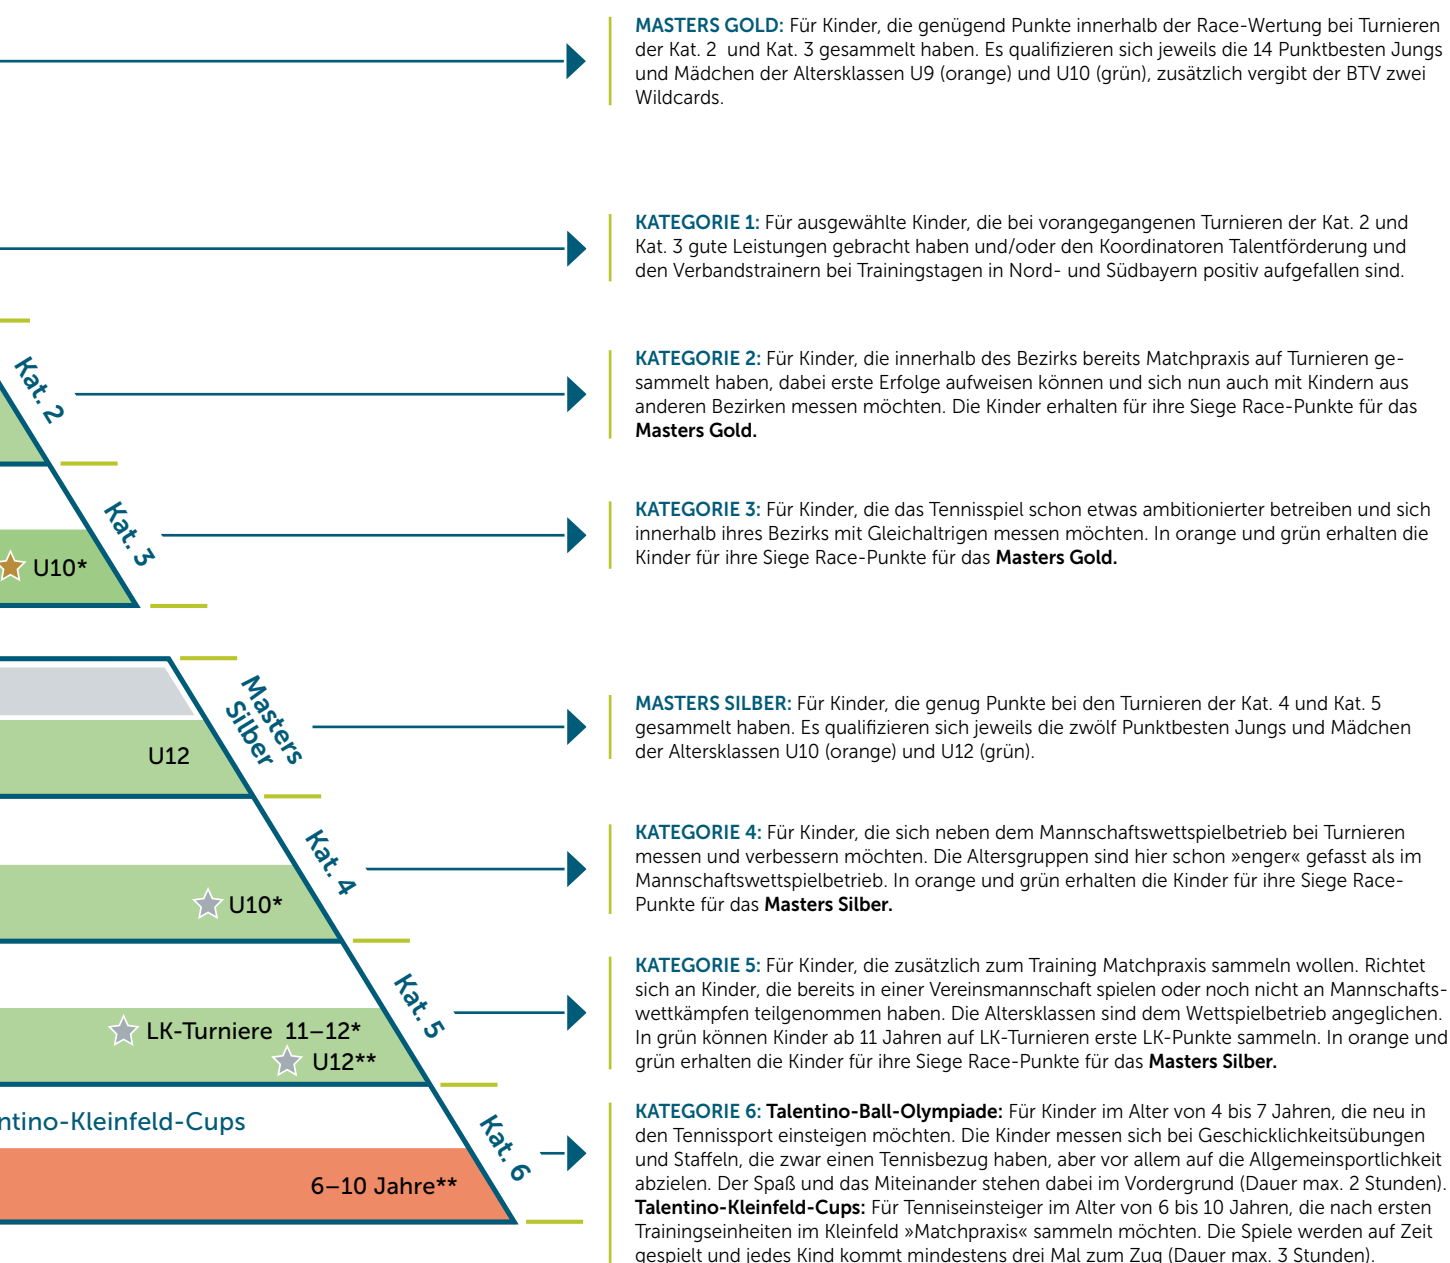 MASTERS GOLD: Für Kinder, die genügend Punkte innerhalb der Race-Wertung bei Turnieren
der Kat. 2 und Kat. 3 gesammelt haben. Es qualifizieren sich jeweils die 14 Punktbesten Jungs
und Mädchen der Altersklassen U9 (orange) und U10 (grün), zusätzlich vergibt der BTV zwei
Wildcards.
KATEGORIE 1: Für ausgewählte Kinder, die bei vorangegangenen Turnieren der Kat. 2 und
Kat. 3 gute Leistungen gebracht haben und/oder den Koordinatoren Talentförderung und
den Verbandstrainern bei Trainingstagen in Nord- und Südbayern positiv aufgefallen sind.
Kat. 2
KATEGORIE 2: Für Kinder, die innerhalb des Bezirks bereits Matchpraxis auf Turnieren ge-
sammelt haben, dabei erste Erfolge aufweisen können und sich nun auch mit Kindern aus
anderen Bezirken messen möchten. Die Kinder erhalten für ihre Siege Race-Punkte für das
Masters Gold.
Kat. 3
U10*
KATEGORIE 3: Für Kinder, die das Tennisspiel schon etwas ambitionierter betreiben und sich
innerhalb ihres Bezirks mit Gleichaltrigen messen möchten. In orange und grün erhalten die
Kinder für ihre Siege Race-Punkte für das Masters Gold.
Masters
Silber
U12
MASTERS SILBER: Für Kinder, die genug Punkte bei den Turnieren der Kat. 4 und Kat. 5
gesammelt haben. Es qualifizieren sich jeweils die zwölf Punktbesten Jungs und Mädchen
der Altersklassen U10 (orange) und U12 (grün).
Kat. 4
U10*
KATEGORIE 4: Für Kinder, die sich neben dem Mannschaftswettspielbetrieb bei Turnieren
messen und verbessern möchten. Die Altersgruppen sind hier schon »enger« gefasst als im
Mannschaftswettspielbetrieb. In orange und grün erhalten die Kinder für ihre Siege Race-
Punkte für das Masters Silber.
Kat. 5
LK-Turniere 11–12*
U12**
KATEGORIE 5: Für Kinder, die zusätzlich zum Training Matchpraxis sammeln wollen. Richtet
sich an Kinder, die bereits in einer Vereinsmannschaft spielen oder noch nicht an Mannschafts-
wettkämpfen teilgenommen haben. Die Altersklassen sind dem Wettspielbetrieb angeglichen.
In grün können Kinder ab 11 Jahren auf LK-Turnieren erste LK-Punkte sammeln. In orange und
grün erhalten die Kinder für ihre Siege Race-Punkte für das Masters Silber.
Kat. 6
ntino-Kleinfeld-Cups
6–10 Jahre**
KATEGORIE 6: Talentino-Ball-Olympiade: Für Kinder im Alter von 4 bis 7 Jahren, die neu in
den Tennissport einsteigen möchten. Die Kinder messen sich bei Geschicklichkeitsübungen
und Staffeln, die zwar einen Tennisbezug haben, aber vor allem auf die Allgemeinsportlichkeit
abzielen. Der Spaß und das Miteinander stehen dabei im Vordergrund (Dauer max. 2 Stunden).
Talentino-Kleinfeld-Cups: Für Tenniseinsteiger im Alter von 6 bis 10 Jahren, die nach ersten
Trainingseinheiten im Kleinfeld »Matchpraxis« sammeln möchten. Die Spiele werden auf Zeit
gespielt und jedes Kind kommt mindestens drei Mal zum Zug (Dauer max. 3 Stunden).